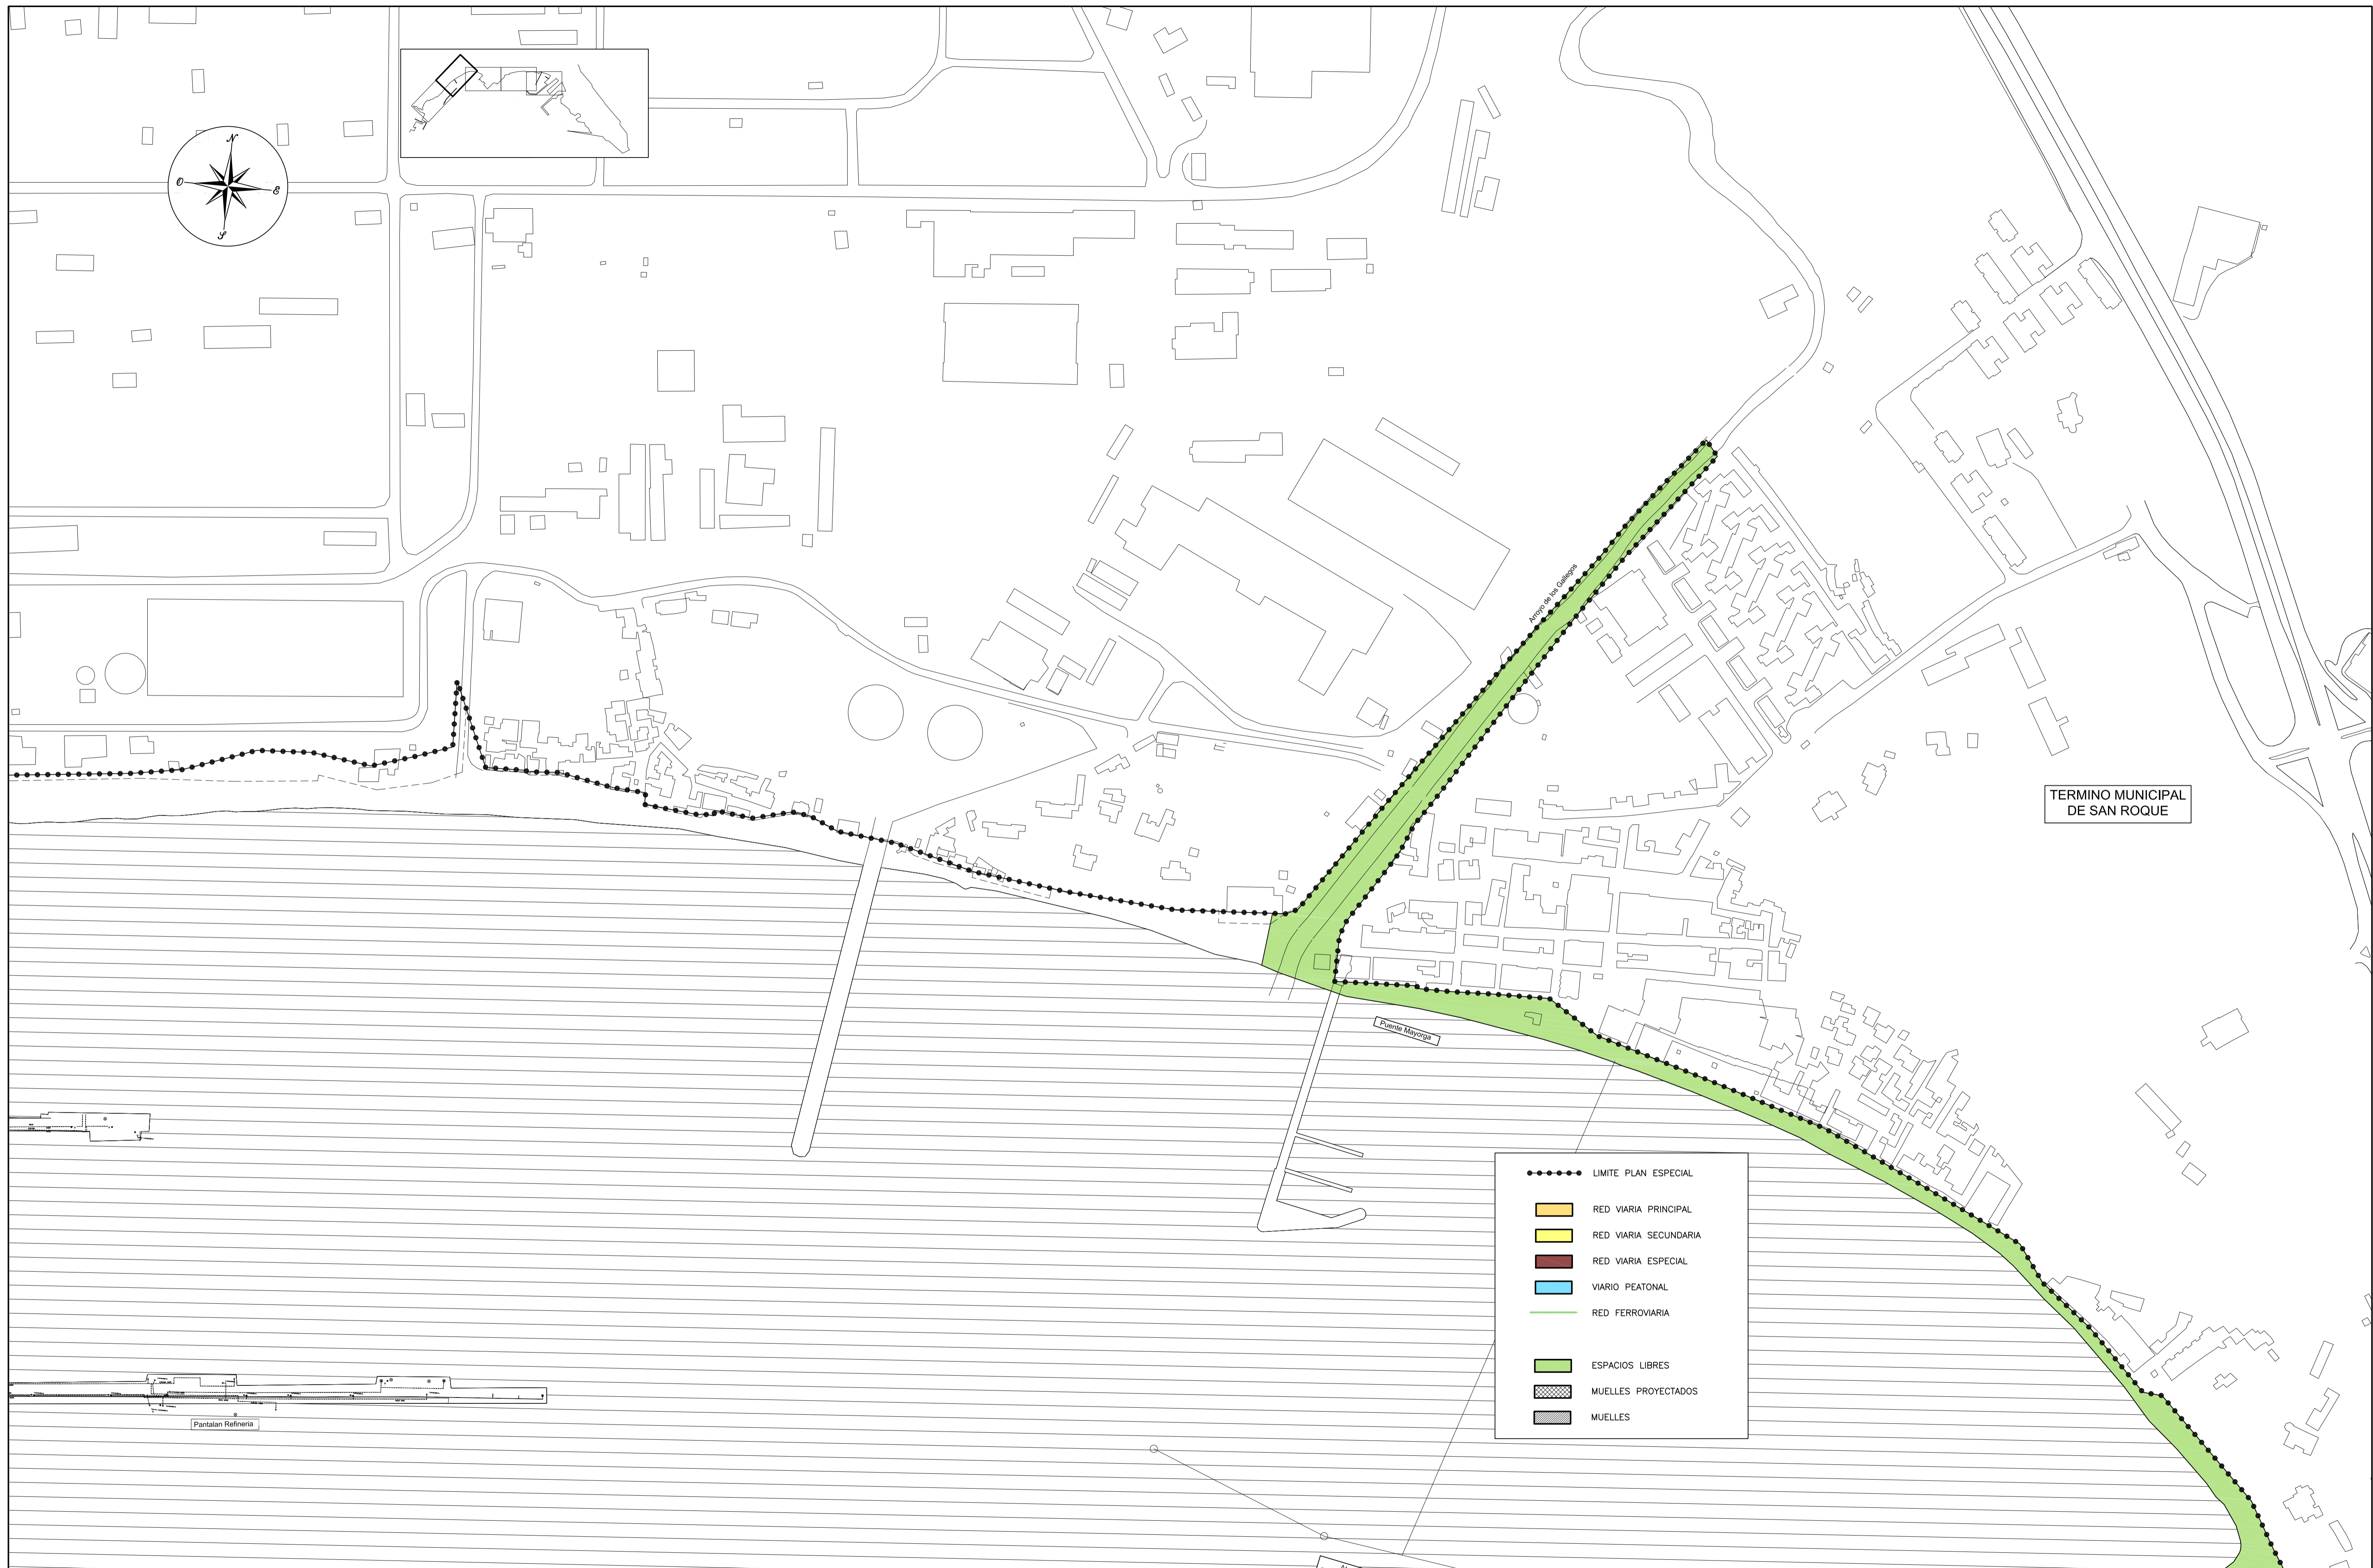 N
O
E
S
Arroyo de los Gallegos
TERMINO MUNICIPAL
DE SAN ROQUE
Puente Mayorga
LIMITE PLAN ESPECIAL
RED VIARIA PRINCIPAL
RED VIARIA SECUNDARIA
RED VIARIA ESPECIAL
VIARIO PEATONAL
RED FERROVIARIA
ESPACIOS LIBRES
MUELLES PROYECTADOS
MUELLES
Pantalan Refineria